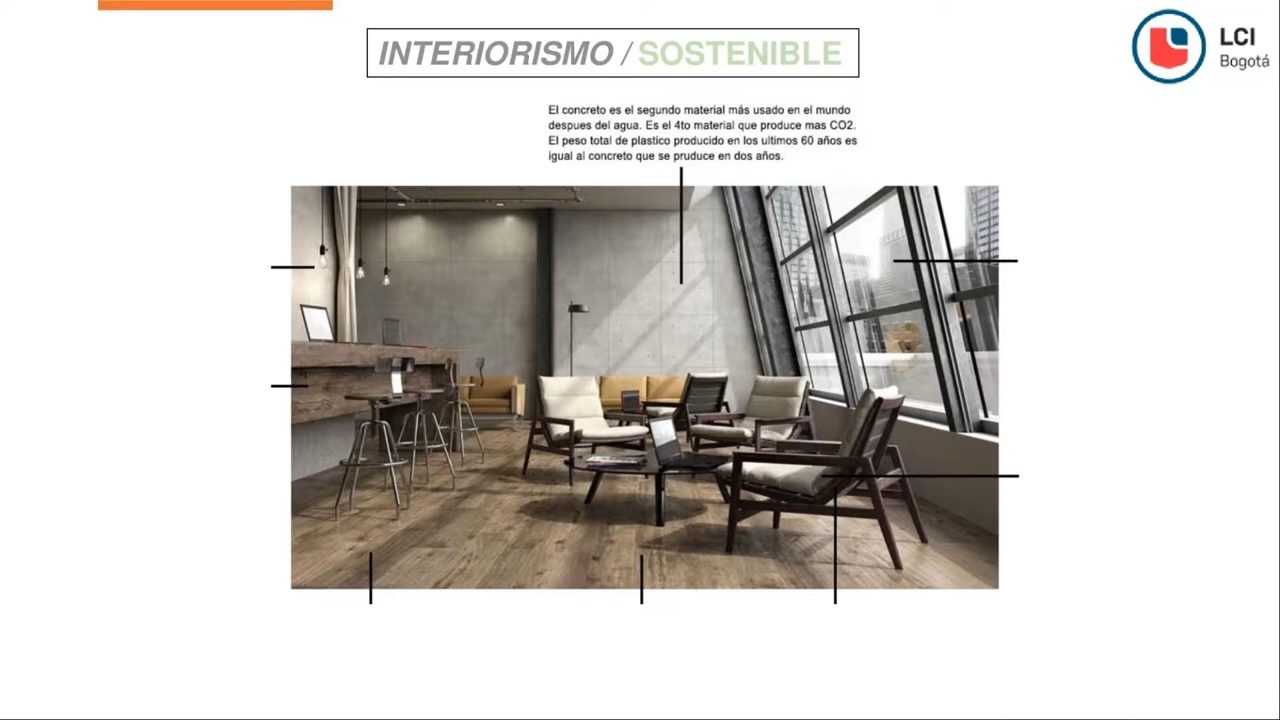 INTERIORISMO / SOSTENIBLE
LCI
Bogotá
El concreto es el segundo material más usado en el mundo
despues del agua. Es el 4to material que produce mas CO2.
El peso total de plastico producido en los ultimos 60 años es
igual al concreto que se pruduce en dos años.